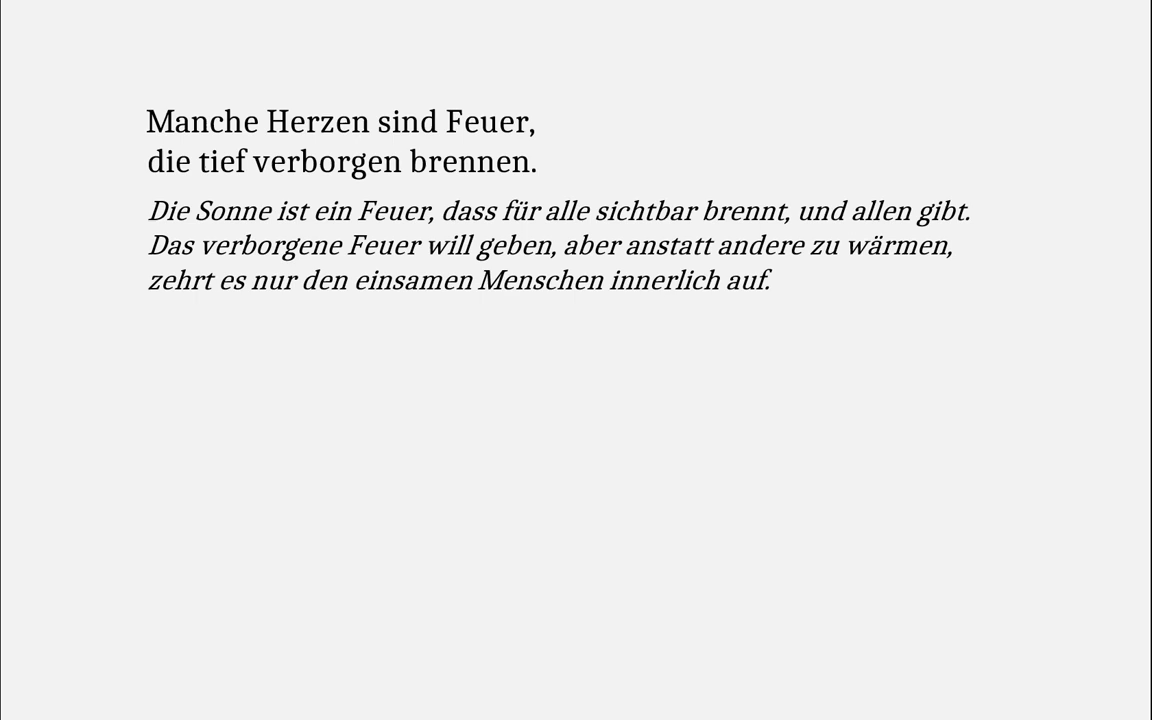 Manche Herzen sind Feuer,
die tief verborgen brennen.
Die Sonne ist ein Feuer, dass für alle sichtbar brennt, und allen gibt.
Das verborgene Feuer will geben, aber anstatt andere zu wärmen,
zehrt es nur den einsamen Menschen innerlich auf.